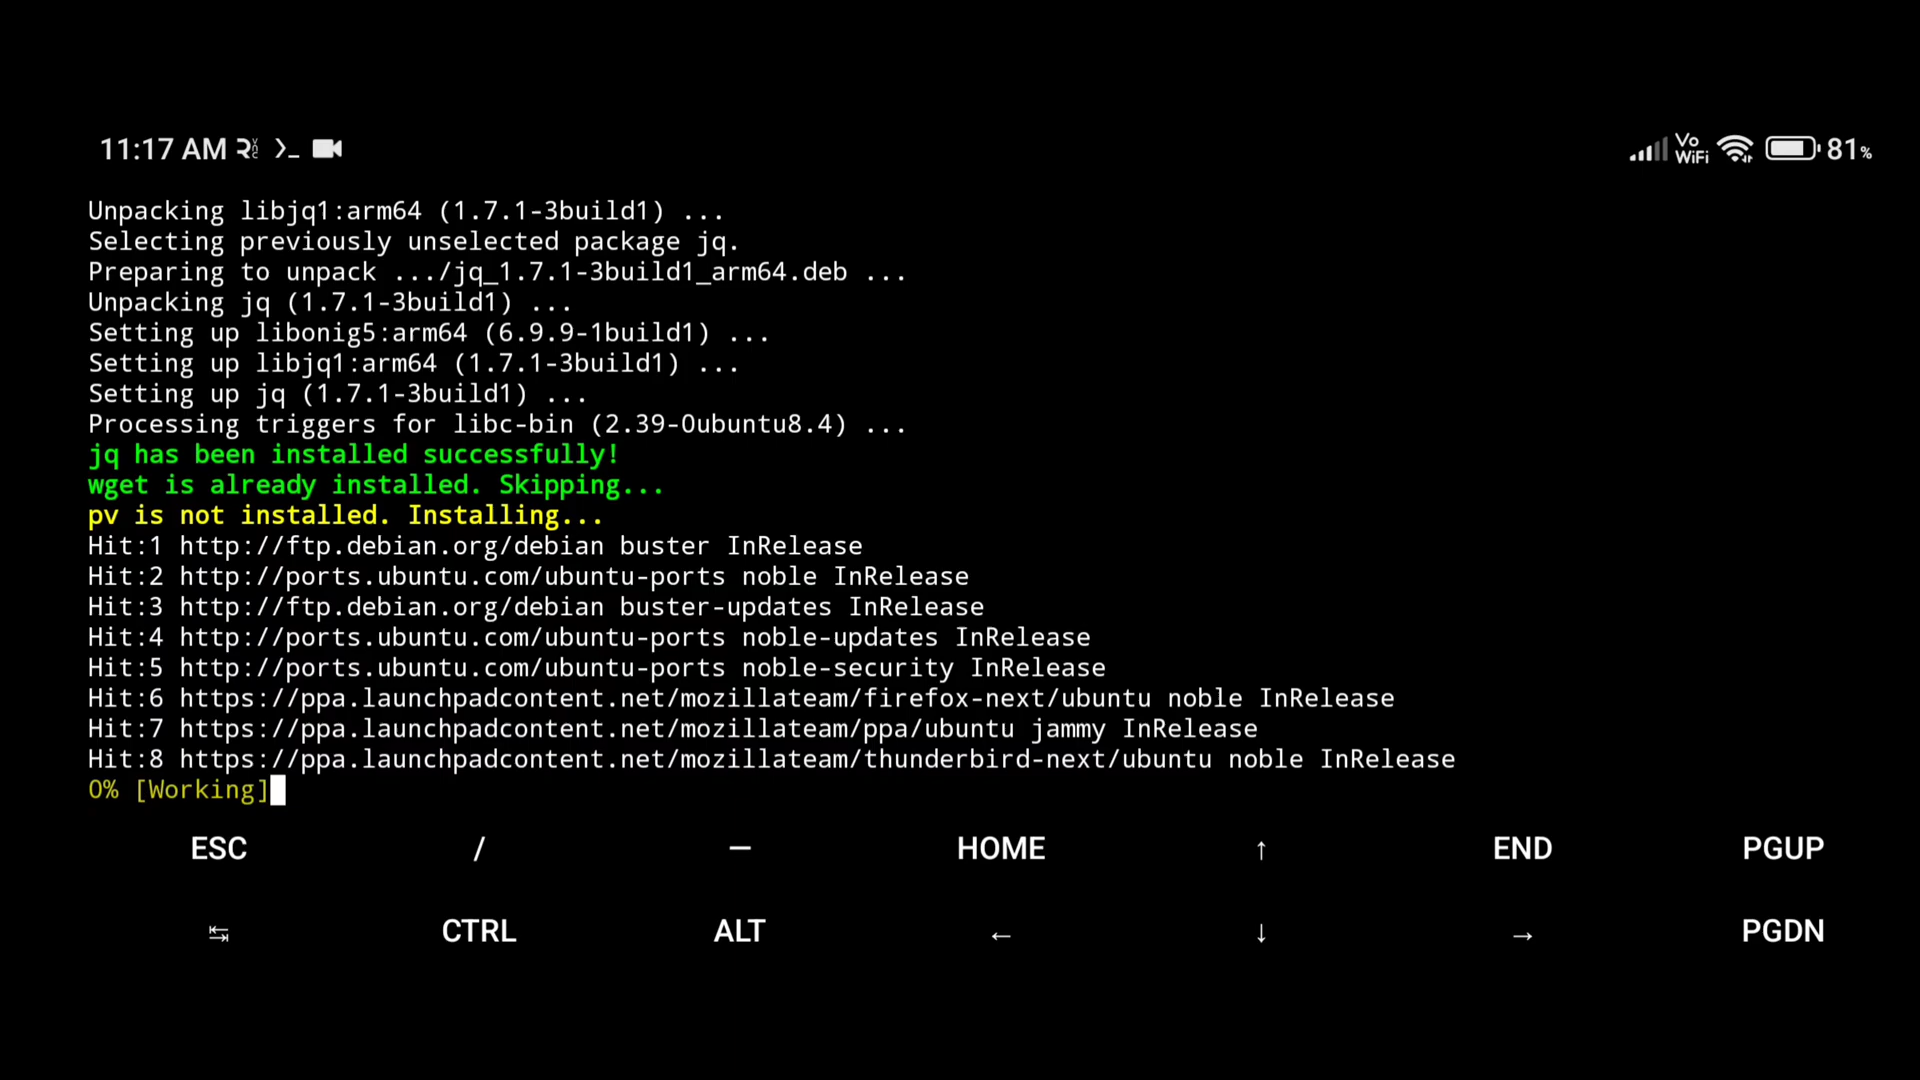 11:17 AM
Vo WiFi 81%
Unpacking libjq1:arm64 (1.7.1-3build1) ...
Selecting previously unselected package jq.
Preparing to unpack .../jq_1.7.1-3build1_arm64.deb ...
Unpacking jq (1.7.1-3build1) ...
Setting up libonig5:arm64 (6.9.9-1build1) ...
Setting up libjq1:arm64 (1.7.1-3build1) ...
Setting up jq (1.7.1-3build1) ...
Processing triggers for libc-bin (2.39-0ubuntu8.4) ...
jq has been installed successfully!
wget is already installed. Skipping...
pv is not installed. Installing...
Hit:1 http://ftp.debian.org/debian buster InRelease
Hit:2 http://ports.ubuntu.com/ubuntu-ports noble InRelease
Hit:3 http://ftp.debian.org/debian buster-updates InRelease
Hit:4 http://ports.ubuntu.com/ubuntu-ports noble-updates InRelease
Hit:5 http://ports.ubuntu.com/ubuntu-ports noble-security InRelease
Hit:6 https://ppa.launchpadcontent.net/mozillateam/firefox-next/ubuntu noble InRelease
Hit:7 https://ppa.launchpadcontent.net/mozillateam/ppa/ubuntu jammy InRelease
Hit:8 https://ppa.launchpadcontent.net/mozillateam/thunderbird-next/ubuntu noble InRelease
0% [Working]
ESC / — HOME ↑ END PGUP
↹ CTRL ALT ← ↓ → PGDN